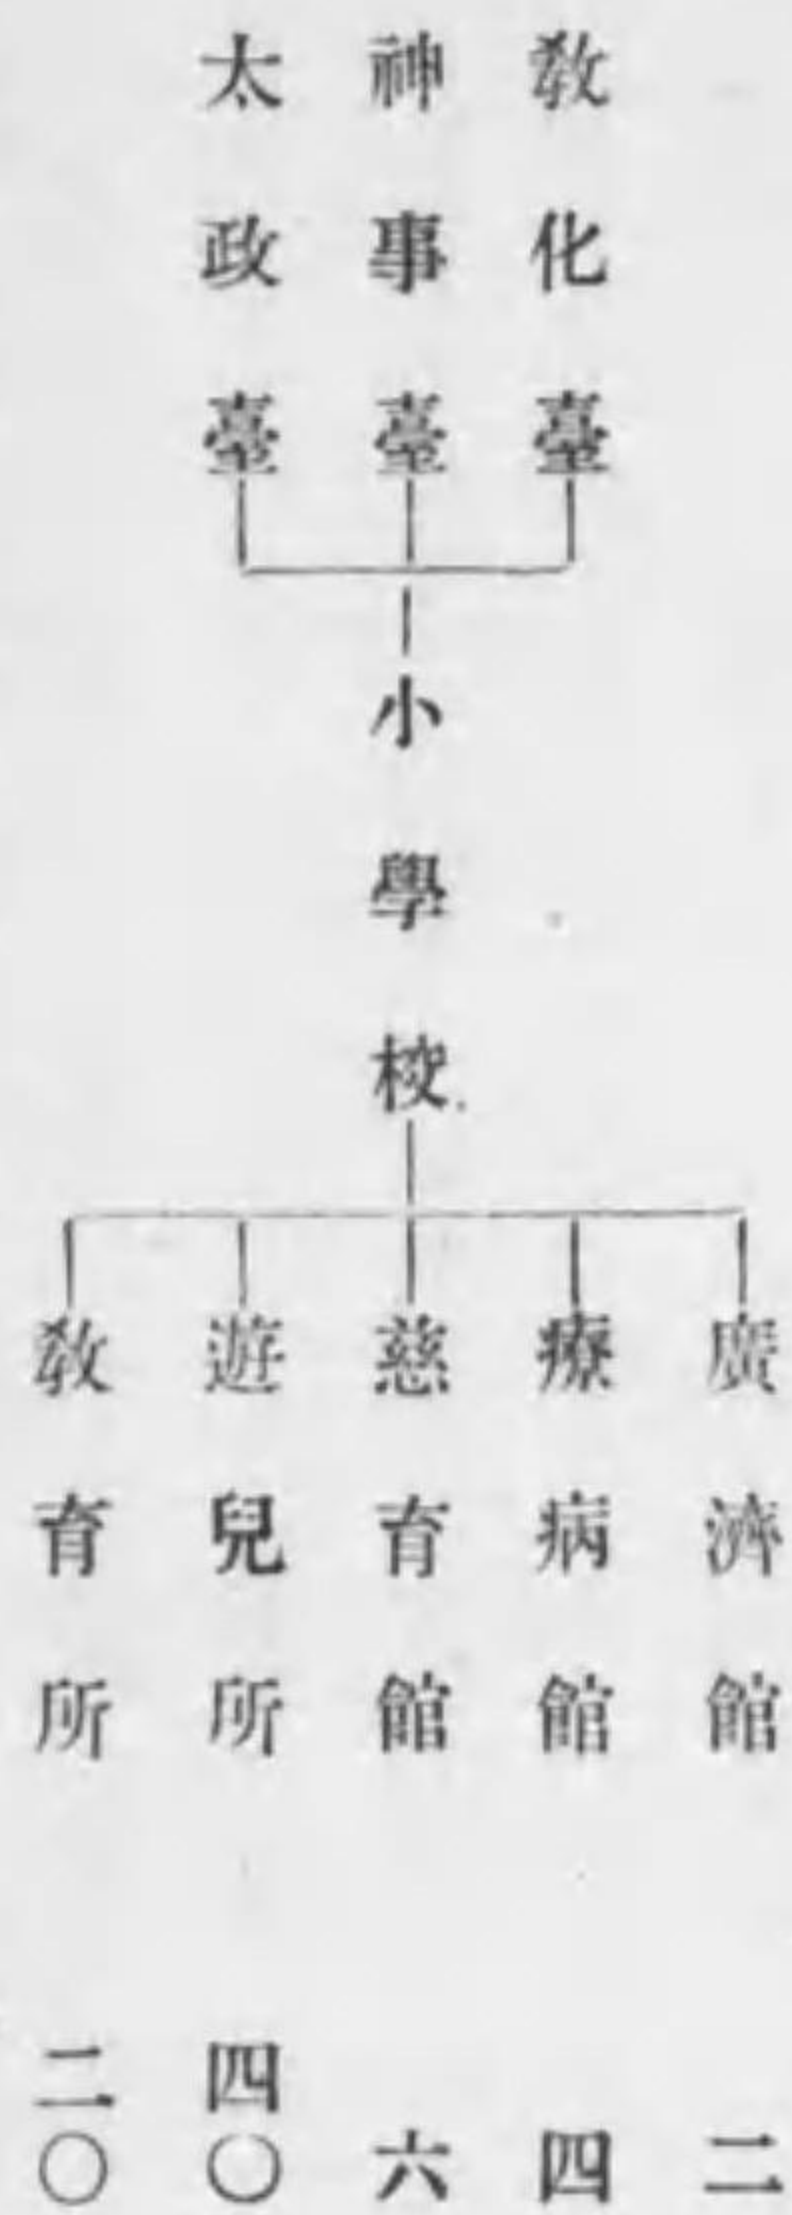 敎化臺
神事臺
太政臺
小學校
廣濟館 二
療病館 四
慈育館 六
遊兒所 四〇
敎育所 二〇